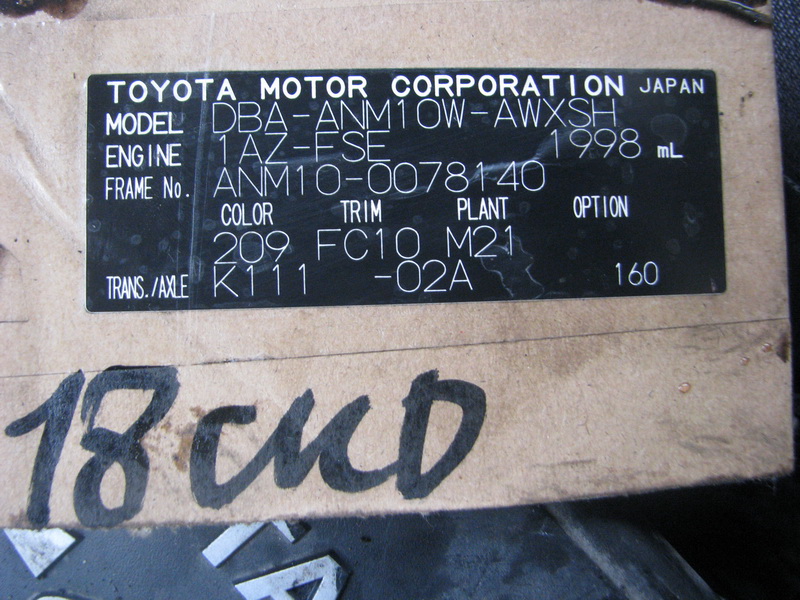 TOYOTA MOTOR CORPORATION JAPAN
MODEL DBA-ANM10W-AWXSH
ENGINE 1AZ-FSE 1998 mL
FRAME No. ANM10-0078140
COLOR TRIM PLANT OPTION
209 FC10 M21
TRANS./AXLE K111 -02A 160